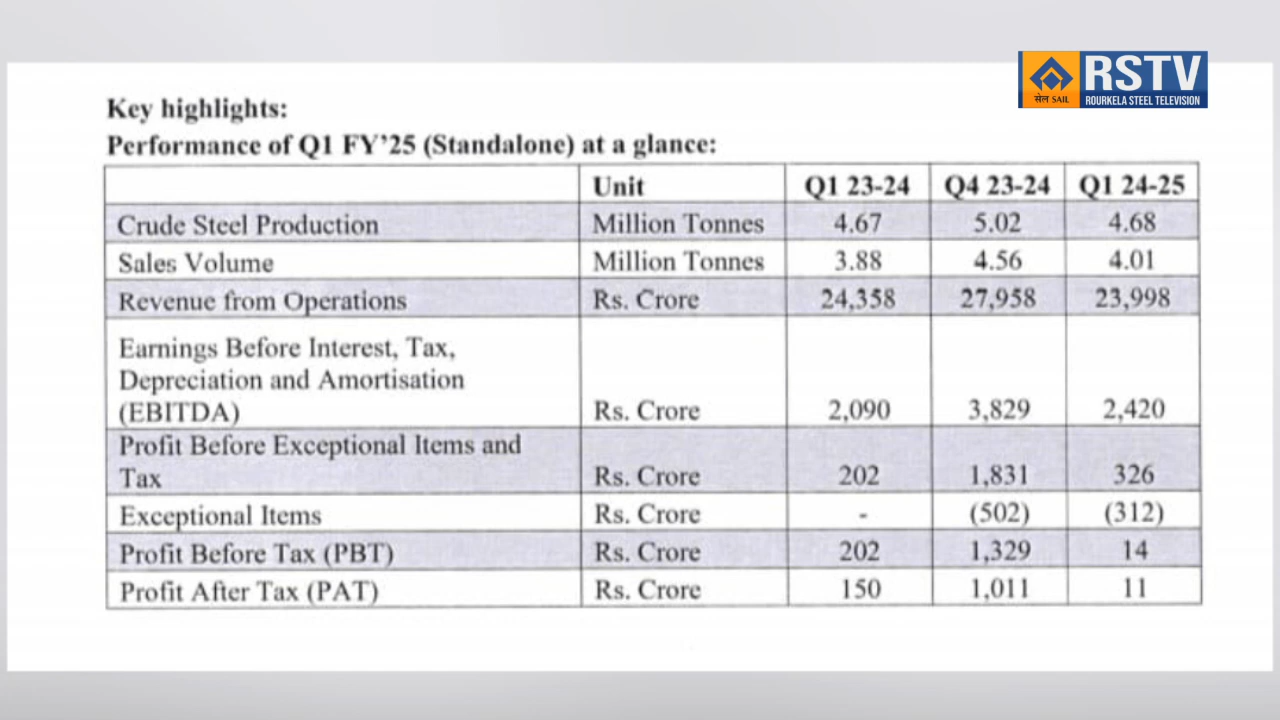 RSTV
सेल SAIL
ROURKELA STEEL TELEVISION
Key highlights:
Performance of Q1 FY’25 (Standalone) at a glance:
Unit Q1 23-24 Q4 23-24 Q1 24-25
Crude Steel Production Million Tonnes 4.67 5.02 4.68
Sales Volume Million Tonnes 3.88 4.56 4.01
Revenue from Operations Rs. Crore 24,358 27,958 23,998
Earnings Before Interest, Tax,
Depreciation and Amortisation
(EBITDA) Rs. Crore 2,090 3,829 2,420
Profit Before Exceptional Items and
Tax Rs. Crore 202 1,831 326
Exceptional Items Rs. Crore - (502) (312)
Profit Before Tax (PBT) Rs. Crore 202 1,329 14
Profit After Tax (PAT) Rs. Crore 150 1,011 11